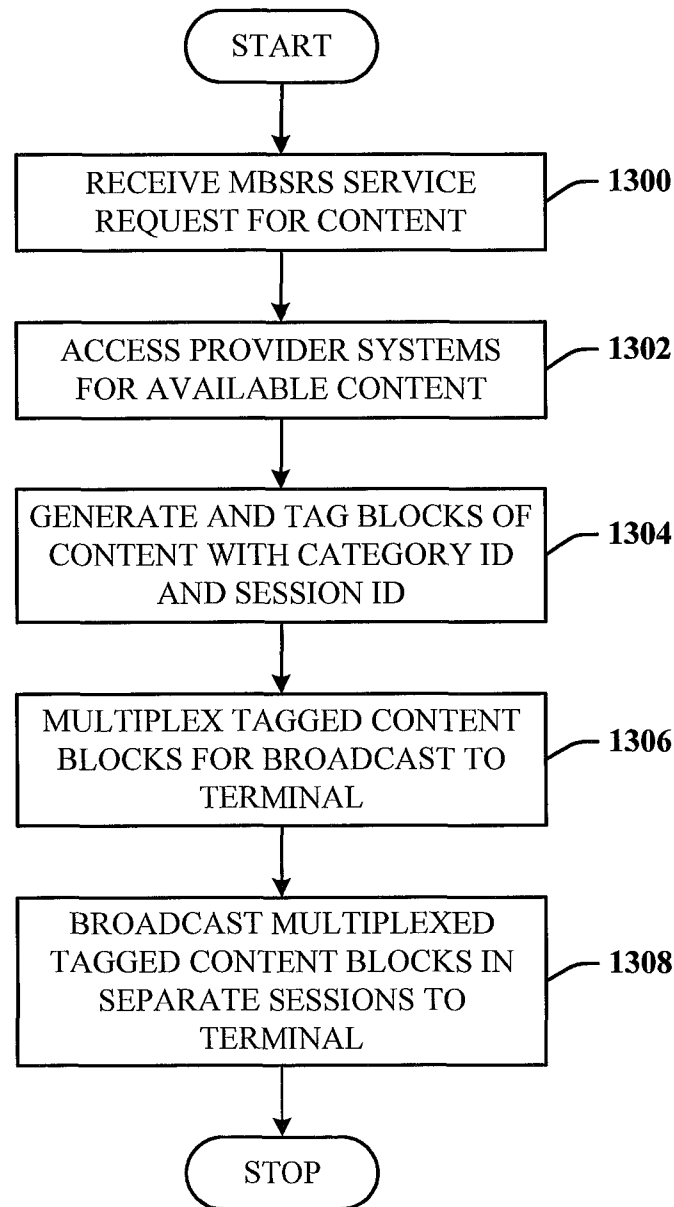 START
RECEIVE MBSRS SERVICE
REQUEST FOR CONTENT
1300
ACCESS PROVIDER SYSTEMS
FOR AVAILABLE CONTENT
1302
GENERATE AND TAG BLOCKS OF
CONTENT WITH CATEGORY ID
AND SESSION ID
1304
MULTIPLEX TAGGED CONTENT
BLOCKS FOR BROADCAST TO
TERMINAL
1306
BROADCAST MULTIPLEXED
TAGGED CONTENT BLOCKS IN
SEPARATE SESSIONS TO
TERMINAL
1308
STOP